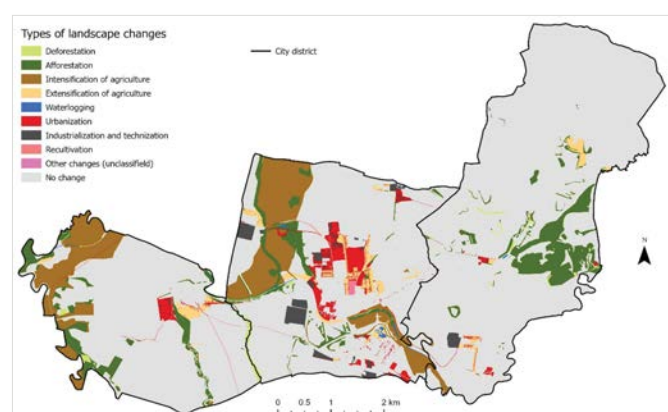 Types of landscape changes
Deforestation
Afforestation
Intensification of agriculture
Extensification of agriculture
Waterlogging
Urbanization
Industrialization and technization
Recultivation
Other changes (unclassifield)
No change
City district
N
0 0.5 1 2 km